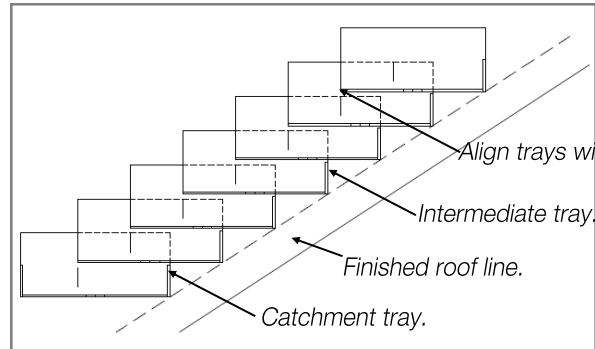 Align trays wi
Intermediate tray.
Finished roof line.
Catchment tray.